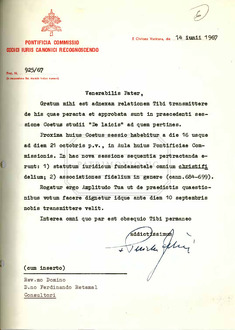 PONTIFICIA COMMISSIO
CODICI IURIS CANONICI RECOGNOSCENDO
E Civitate Vaticana, die 14 iunii 1967
Prot. N. 925/67
Venerabilis Pater,
Gratum mihi est adnexam relationem Tibi transmittere
de his quae peracta et approbata sunt in praecedenti ses-
sione Coetus studii "De laicis" ad quem pertines.
Proxima huius Coetus sessio habebitur a die 16 usque
ad diem 21 octobris p.v., in aula huius Pontificiae Com-
missionis. In hac nova sessione sequentia pertractanda e-
runt: 1) statutum iuridicum fundamentale omnium christifi
delium; 2) associationes fidelium in genere (cann.684-699).
Rogatur ergo Amplitudo Tua ut de praedictis quaestio-
nibus votum facere dignetur idque ante diem 10 septembris
nobis transmittere velit.
Interea omni quo par est obsequio Tibi permaneo
addictissimus
(cum inserto)
Rev.mo Domino
D.no Ferdinando Retamal
Consultori